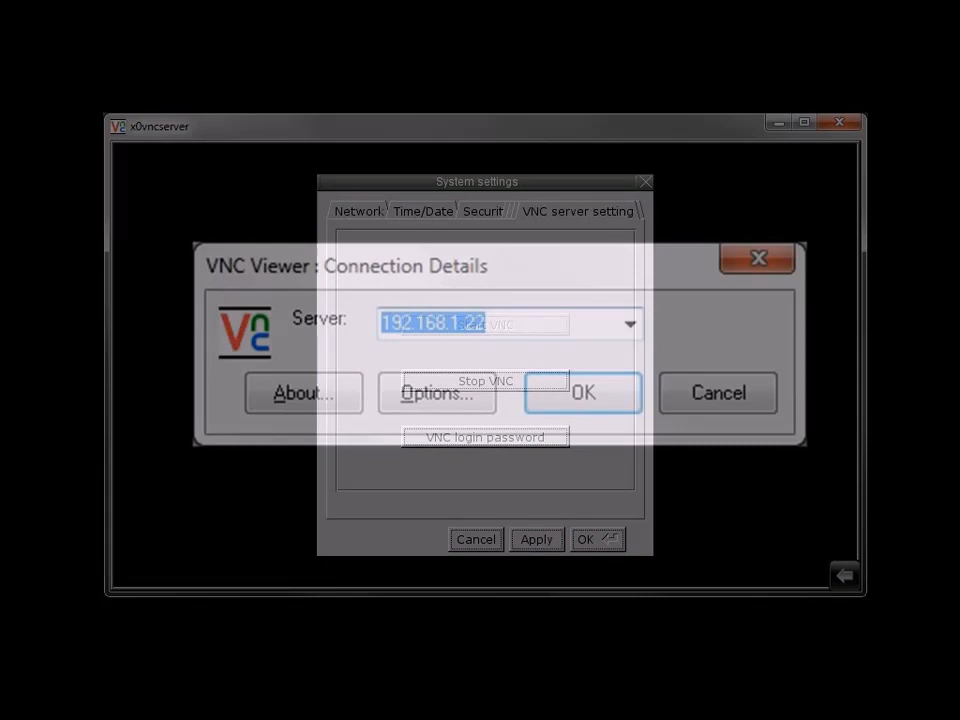 x0vncserver
System settings
Network Time/Date Securit VNC server setting
VNC Viewer : Connection Details
Server: 192.168.1.22
VNC
Stop VNC
About... Options... OK Cancel
VNC login password
Cancel Apply OK